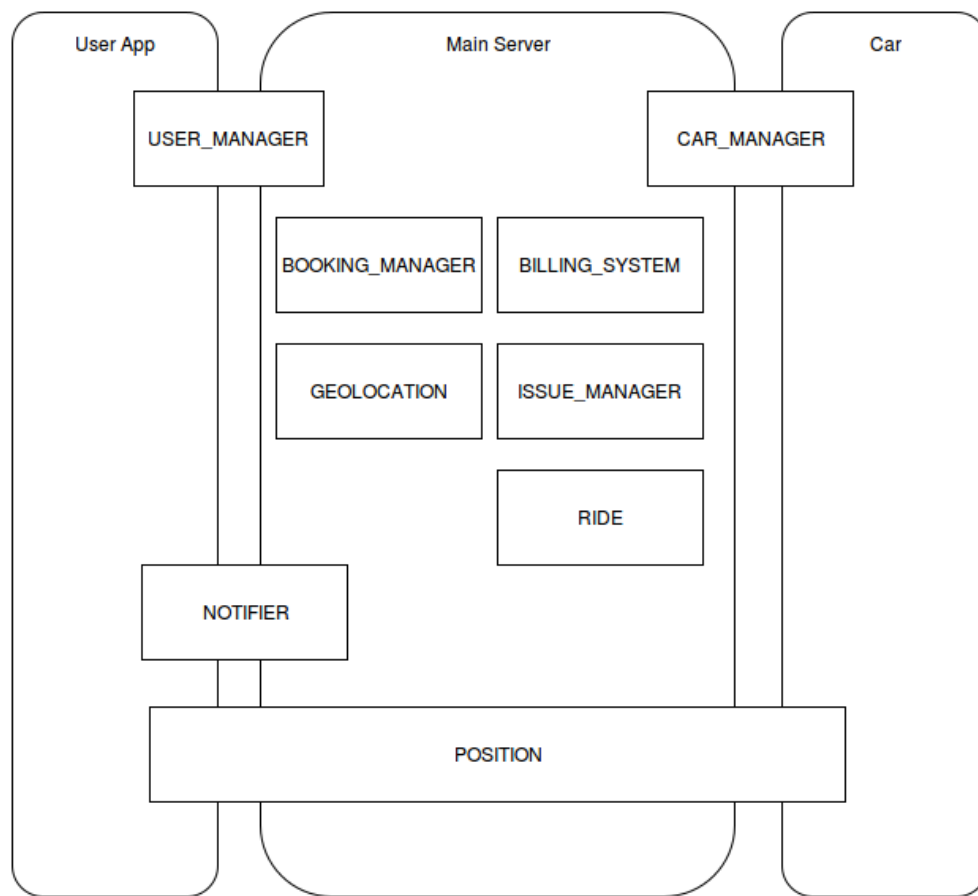 User App
Main Server
Car
USER_MANAGER
CAR_MANAGER
BOOKING_MANAGER
BILLING_SYSTEM
GEOLOCATION
ISSUE_MANAGER
RIDE
NOTIFIER
POSITION